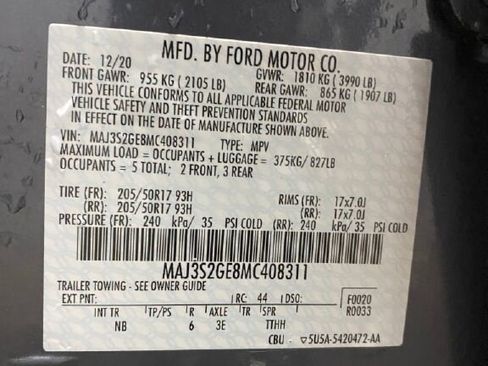 MFD. BY FORD MOTOR CO.
DATE: 12/20 GVWR: 1810 KG ( 3990 LB)
FRONT GAWR: 955 KG ( 2105 LB) REAR GAWR: 865 KG ( 1907 LB)
THIS VEHICLE CONFORMS TO ALL APPLICABLE FEDERAL MOTOR
VEHICLE SAFETY AND THEFT PREVENTION STANDARDS
IN EFFECT ON THE DATE OF MANUFACTURE SHOWN ABOVE.
VIN: MAJ3S2GE8MC408311 TYPE: MPV
MAXIMUM LOAD = OCCUPANTS + LUGGAGE = 375KG/ 827LB
OCCUPANTS = 5 TOTAL; 2 FRONT, 3 REAR
TIRE (FR): 205/50R17 93H RIMS (FR): 17x7.0J
(RR): 205/50R17 93H (RR): 17x7.0J
PRESSURE (FR): 240 kPa/ 35 PSI COLD (RR): 240 kPa/ 35 PSI COLD
MAJ3S2GE8MC408311
TRAILER TOWING - SEE OWNER GUIDE
EXT PNT: RC: 44 DSO: F0020
R0033
INT TR TP/PS R AXLE TR SPR
NB 6 3E TTHH
CBU ▽5U5A-5420472-AA